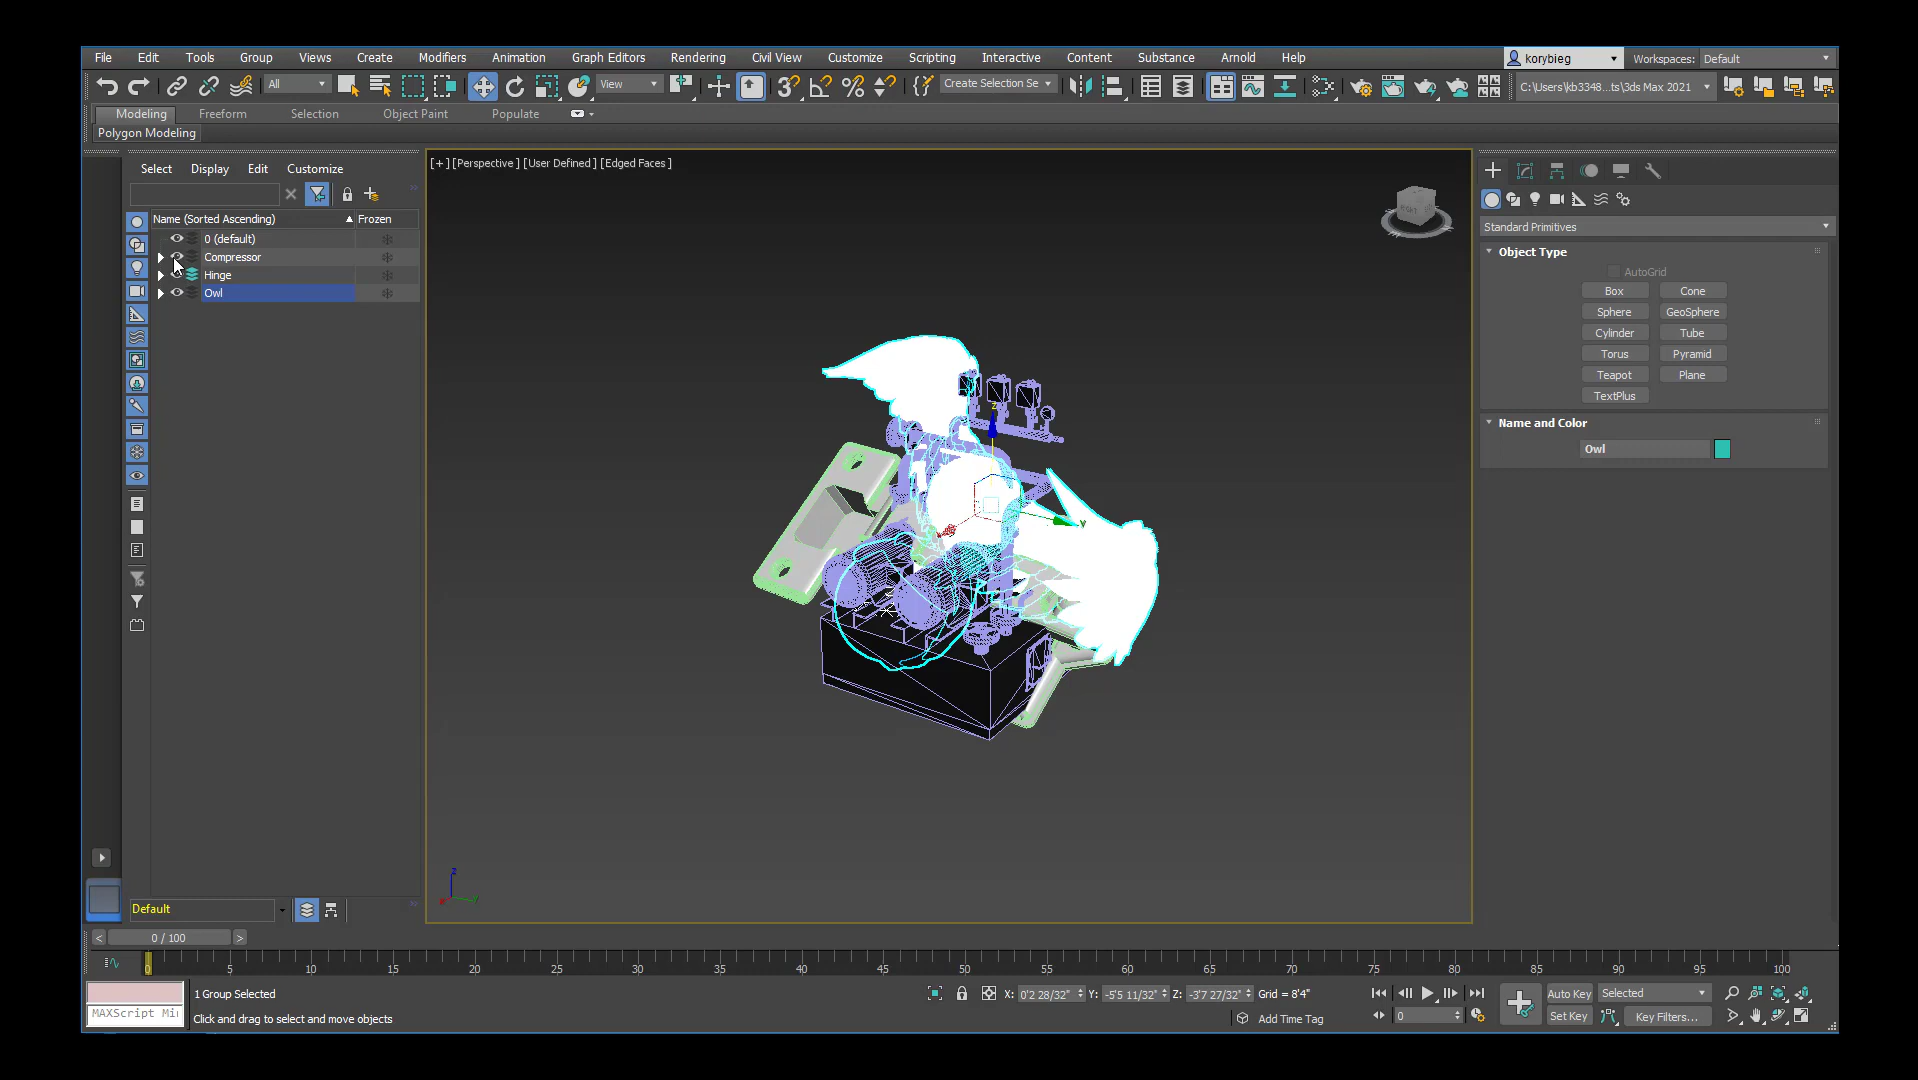 File Edit Tools Group Views Create Modifiers Animation Graph Editors Rendering Civil View Customize Scripting Interactive Content Substance Arnold Help korybieg Workspaces: Default
All View Create Selection Se C:\Users\kb3348...ts\3ds Max 2021
Modeling Freeform Selection Object Paint Populate
Polygon Modeling
Select Display Edit Customize
[+] [Perspective] [User Defined] [Edged Faces]
Name (Sorted Ascending) Frozen
0 (default)
Compressor
Hinge
Owl
Standard Primitives
Object Type
AutoGrid
Box Cone
Sphere GeoSphere
Cylinder Tube
Torus Pyramid
Teapot Plane
TextPlus
Name and Color
Owl
z
y
z
Default
< 0 / 100 >
0 5 10 15 20 25 30 35 40 45 50 55 60 65 70 75 80 85 90 95 100
1 Group Selected X: 0'2 28/32" Y: -5'5 11/32" Z: -3'7 27/32" Grid = 8'4" Auto Key Selected
MAXScript Mi Click and drag to select and move objects Add Time Tag 0 Set Key Key Filters...